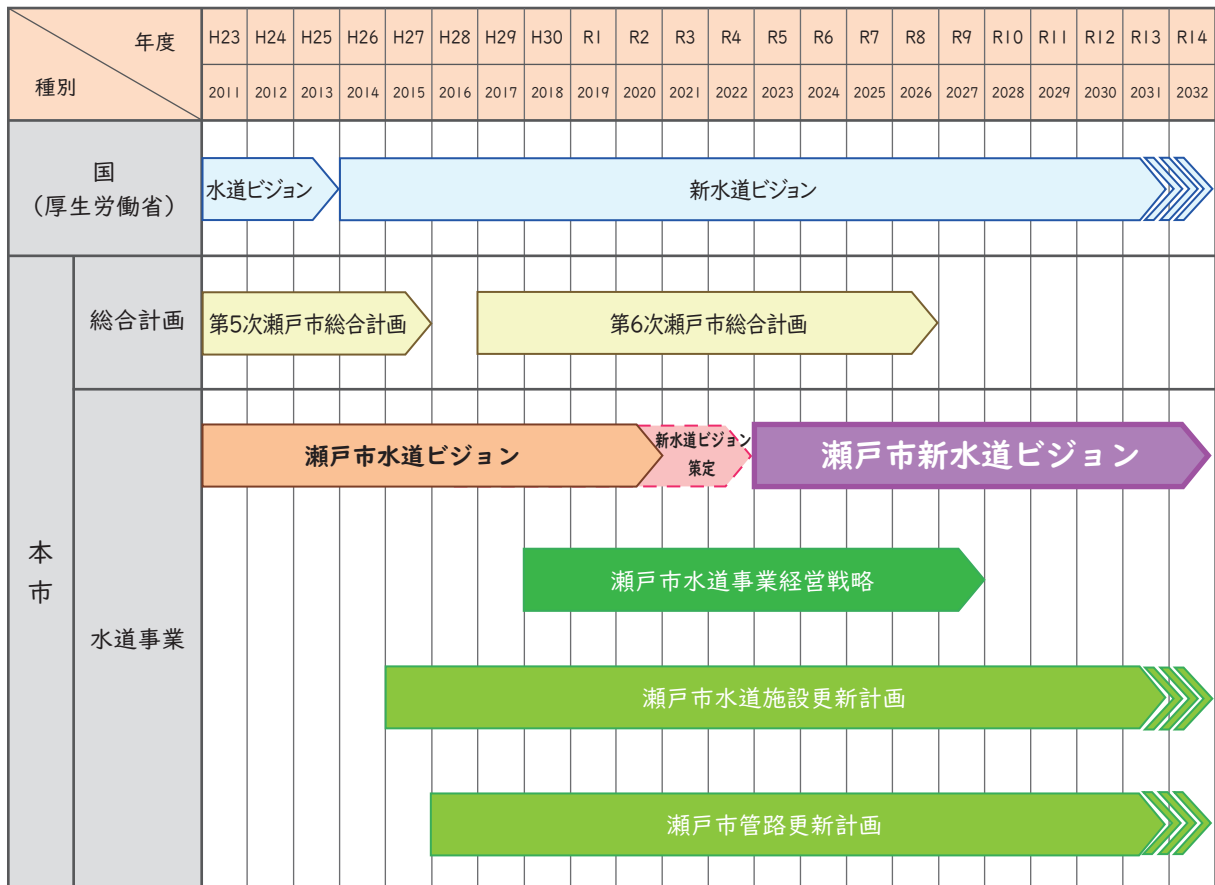 年度
種別
H23 H24 H25 H26 H27 H28 H29 H30 R1 R2 R3 R4 R5 R6 R7 R8 R9 R10 R11 R12 R13 R14
2011 2012 2013 2014 2015 2016 2017 2018 2019 2020 2021 2022 2023 2024 2025 2026 2027 2028 2029 2030 2031 2032
国
(厚生労働省)
水道ビジョン
新水道ビジョン
本市
総合計画
第5次瀬戸市総合計画
第6次瀬戸市総合計画
水道事業
瀬戸市水道ビジョン
新水道ビジョン
策定
瀬戸市新水道ビジョン
瀬戸市水道事業経営戦略
瀬戸市水道施設更新計画
瀬戸市管路更新計画